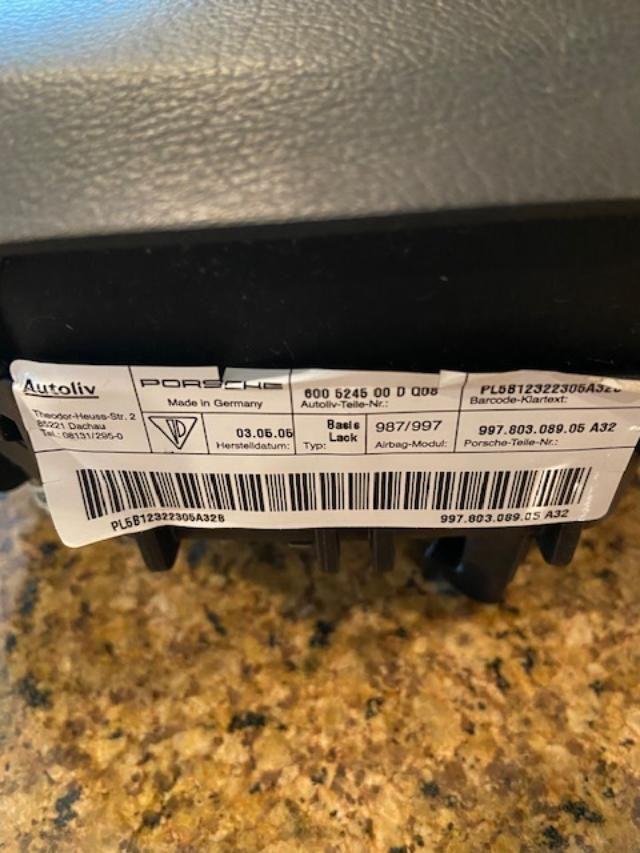 Autoliv
Theodor-Heuss-Str. 2
85221 Dachau
Tel.: 08131/295-0
PORSCHE
Made in Germany
600 5245 00 D Q08
Autoliv-Teile-Nr.:
PL5B12322305A32B
Barcode-Klartext:
03.05.05
Herstelldatum:
Basis
Lack
Typ:
987/997
Airbag-Modul:
997.803.089.05 A32
Porsche-Teile-Nr.:
PL5B12322305A32B
997.803.089.05 A32